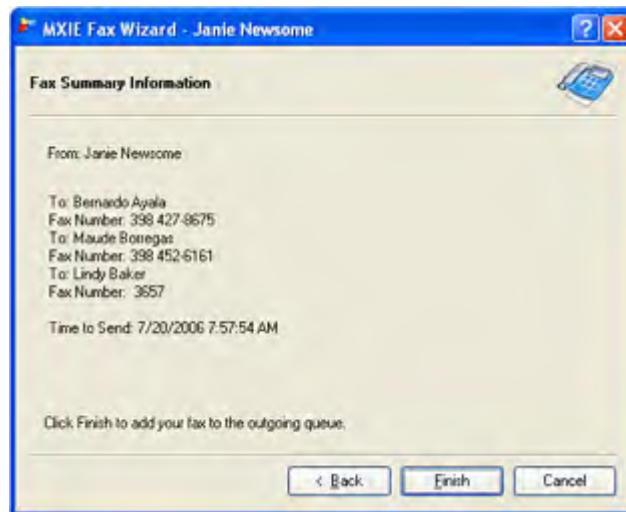 MXIE Fax Wizard - Janie Newsome
Fax Summary Information
From: Janie Newsome
To: Bernardo Ayala
Fax Number: 398 427-8675
To: Maude Borregas
Fax Number: 398 452-6161
To: Lindy Baker
Fax Number: 3657
Time to Send: 7/20/2006 7:57:54 AM
Click Finish to add your fax to the outgoing queue.
< Back Finish Cancel